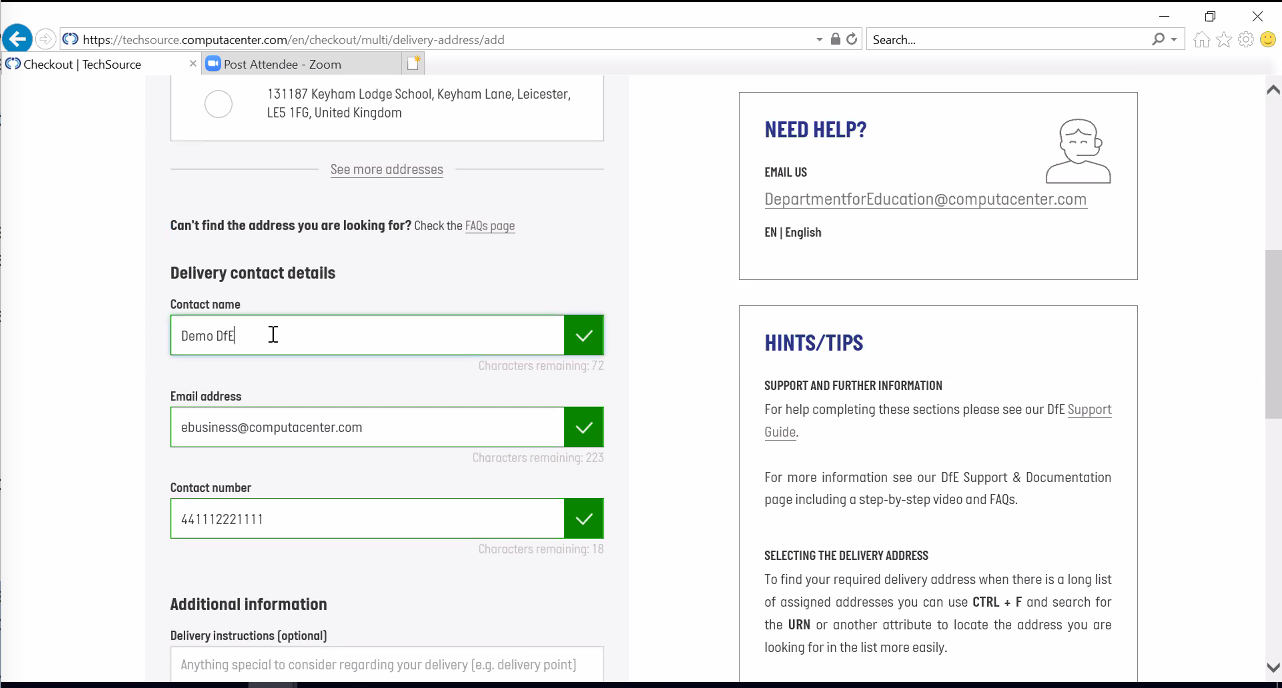 https://techsource.computacenter.com/en/checkout/multi/delivery-address/add
Search...
Checkout | TechSource
Post Attendee - Zoom
131187 Keyham Lodge School, Keyham Lane, Leicester,
LE5 1FG, United Kingdom
See more addresses
Can't find the address you are looking for? Check the FAQs page
Delivery contact details
Contact name
Demo DfE
Characters remaining: 72
Email address
ebusiness@computacenter.com
Characters remaining: 223
Contact number
441112221111
Characters remaining: 18
Additional information
Delivery instructions (optional)
Anything special to consider regarding your delivery (e.g. delivery point)
NEED HELP?
EMAIL US
DepartmentforEducation@computacenter.com
EN | English
HINTS/TIPS
SUPPORT AND FURTHER INFORMATION
For help completing these sections please see our DfE Support
Guide.
For more information see our DfE Support & Documentation
page including a step-by-step video and FAQs.
SELECTING THE DELIVERY ADDRESS
To find your required delivery address when there is a long list
of assigned addresses you can use CTRL + F and search for
the URN or another attribute to locate the address you are
looking for in the list more easily.